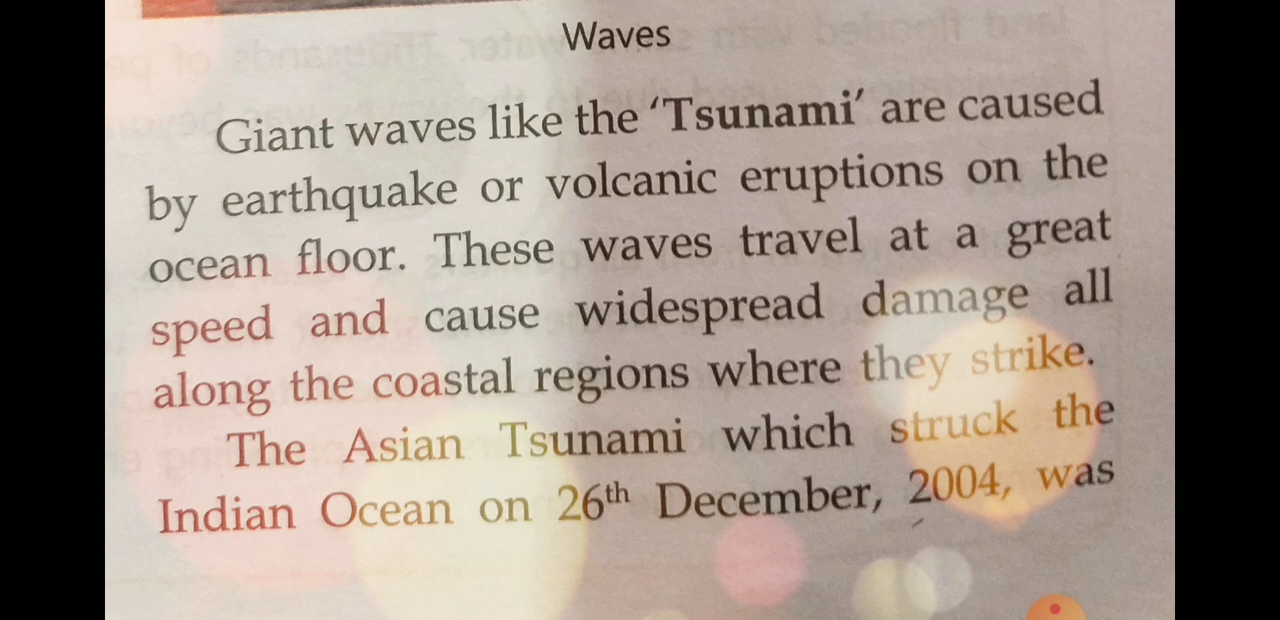 Waves
Giant waves like the ‘Tsunami’ are caused
by earthquake or volcanic eruptions on the
ocean floor. These waves travel at a great
speed and cause widespread damage all
along the coastal regions where they strike.
The Asian Tsunami which struck the
Indian Ocean on 26th December, 2004, was